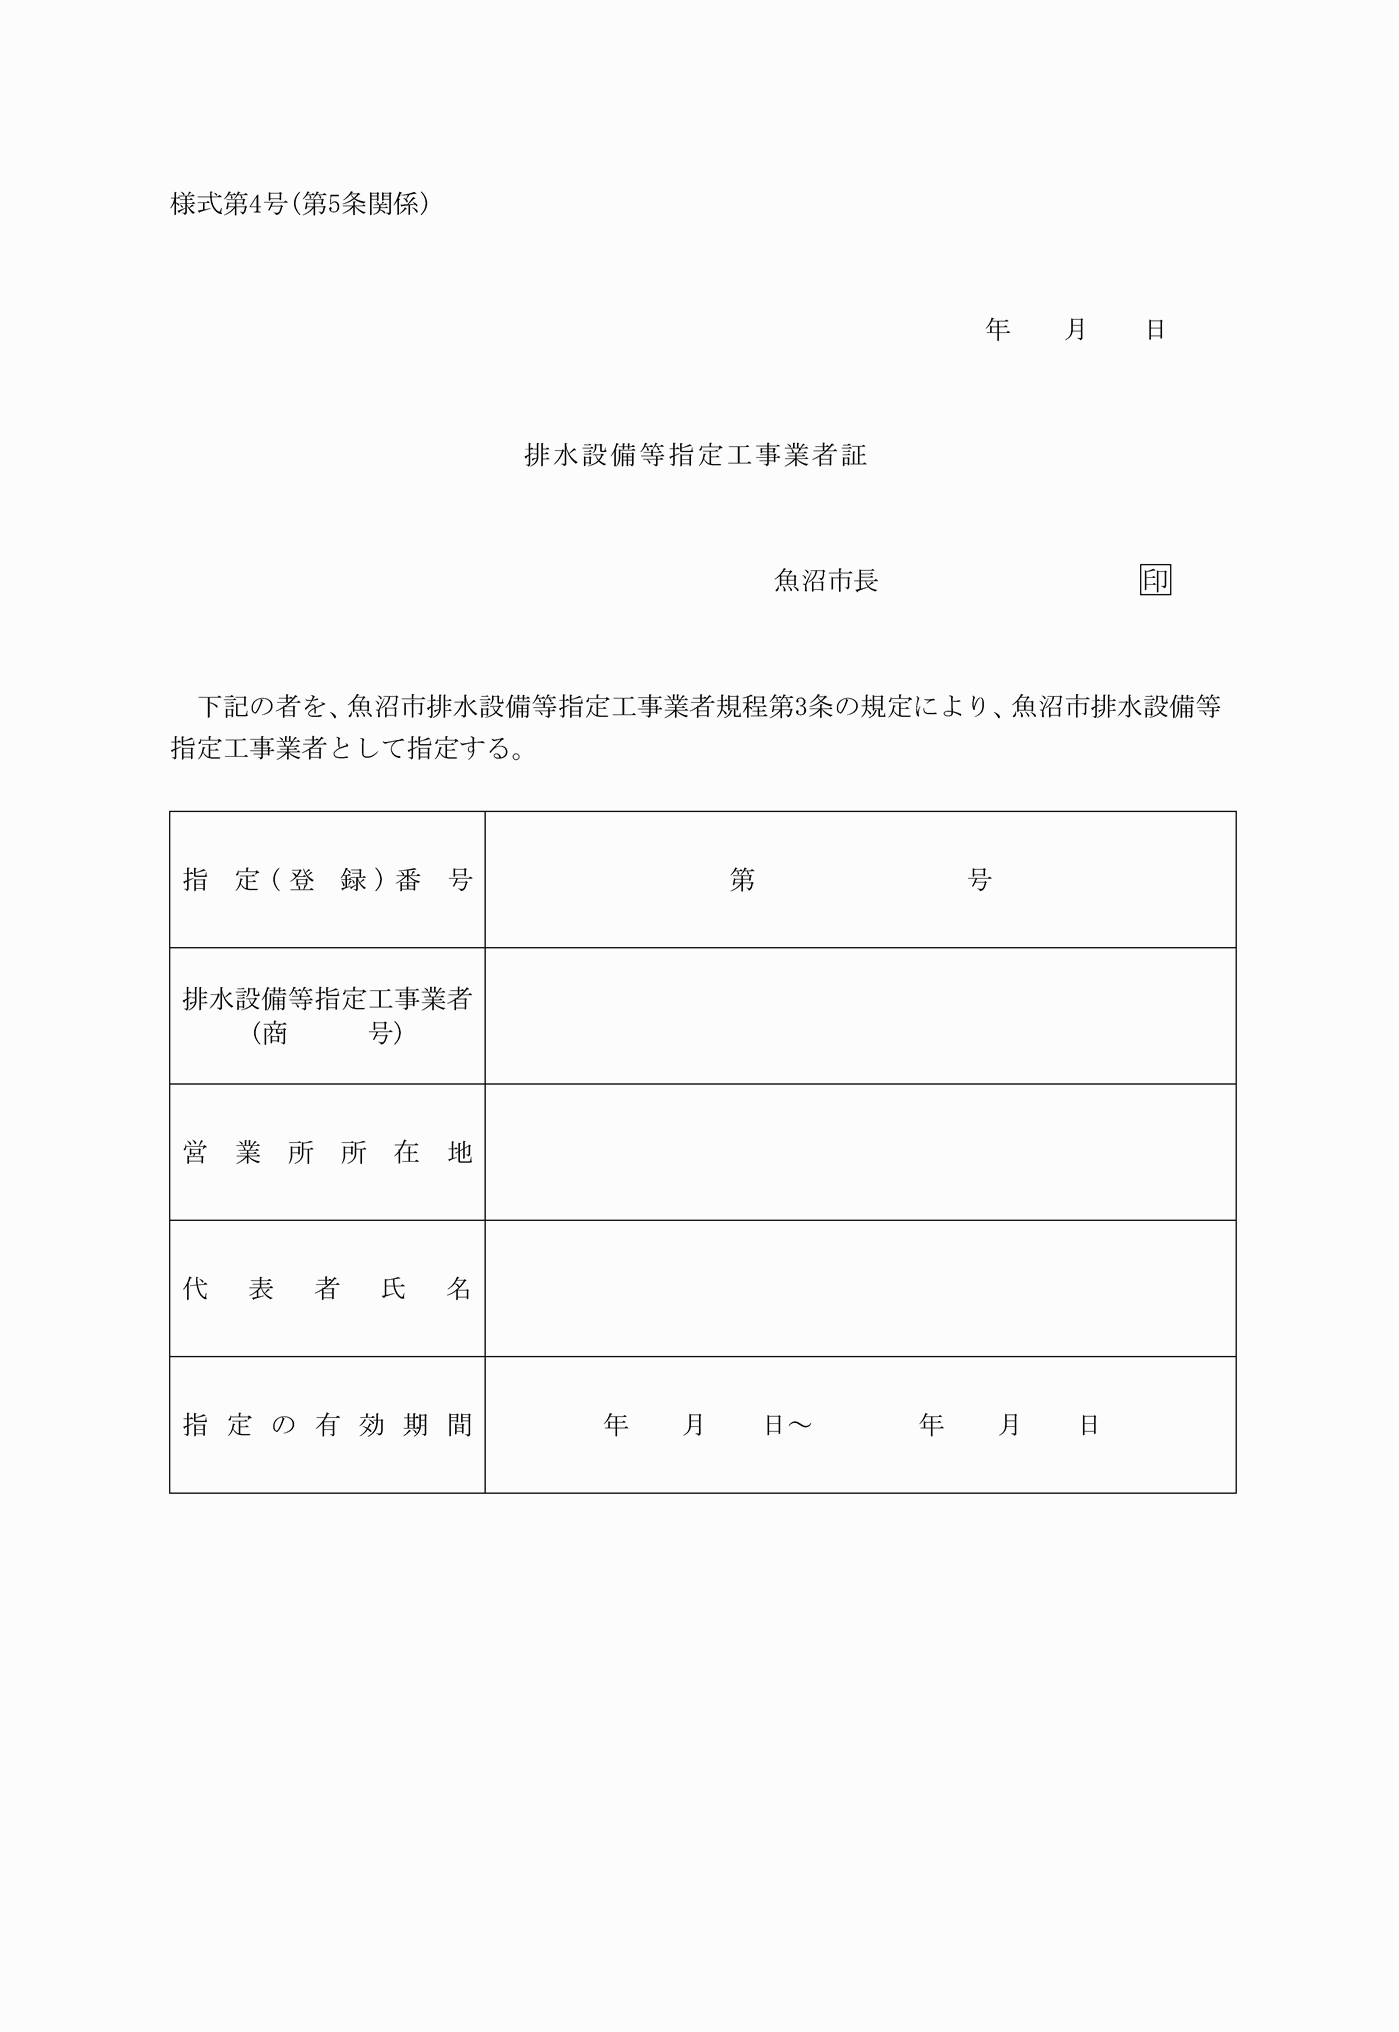 様式第4号(第5条関係)
年　月　日
排水設備等指定工事業者証
魚沼市長　印
下記の者を、魚沼市排水設備等指定工事業者規程第3条の規定により、魚沼市排水設備等
指定工事業者として指定する。
指定(登録)番号　第　号
排水設備等指定工事業者
(商　号)
営業所所在地
代表者氏名
指定の有効期間　年　月　日～　年　月　日